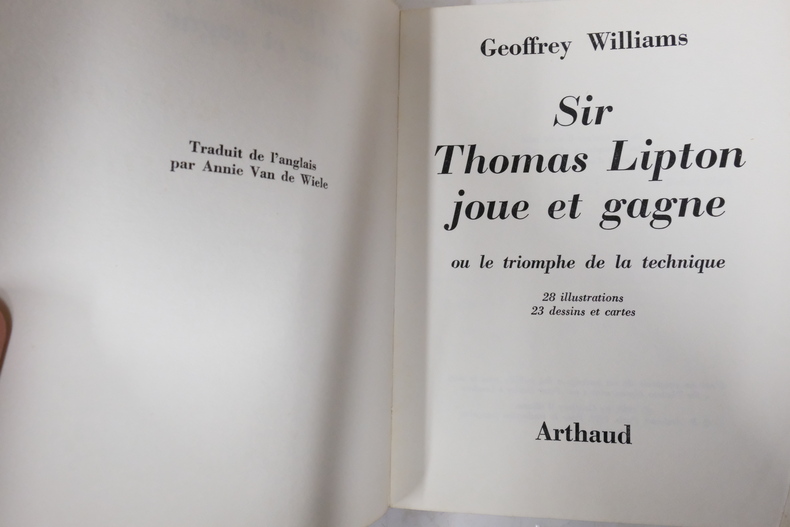 Traduit de l'anglais
par Annie Van de Wiele
Geoffrey Williams
Sir
Thomas Lipton
joue et gagne
ou le triomphe de la technique
28 illustrations
23 dessins et cartes
Arthaud